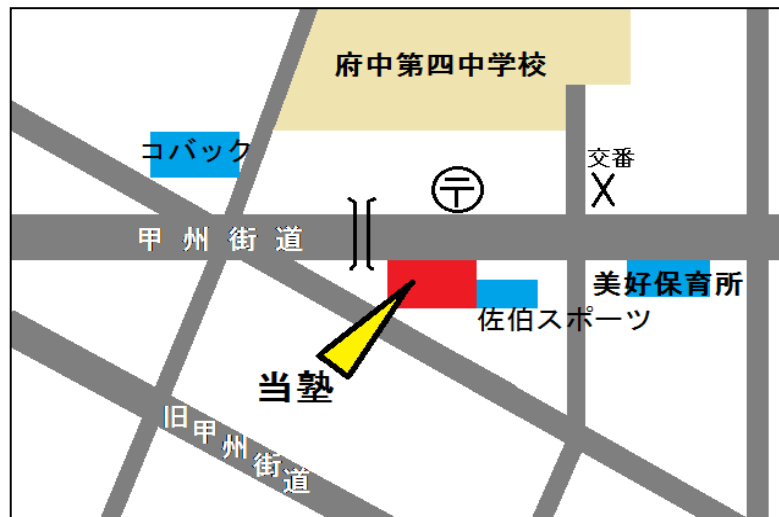 府中第四中学校
コバック
交番
〒
甲州街道
美好保育所
佐伯スポーツ
当塾
旧甲州街道